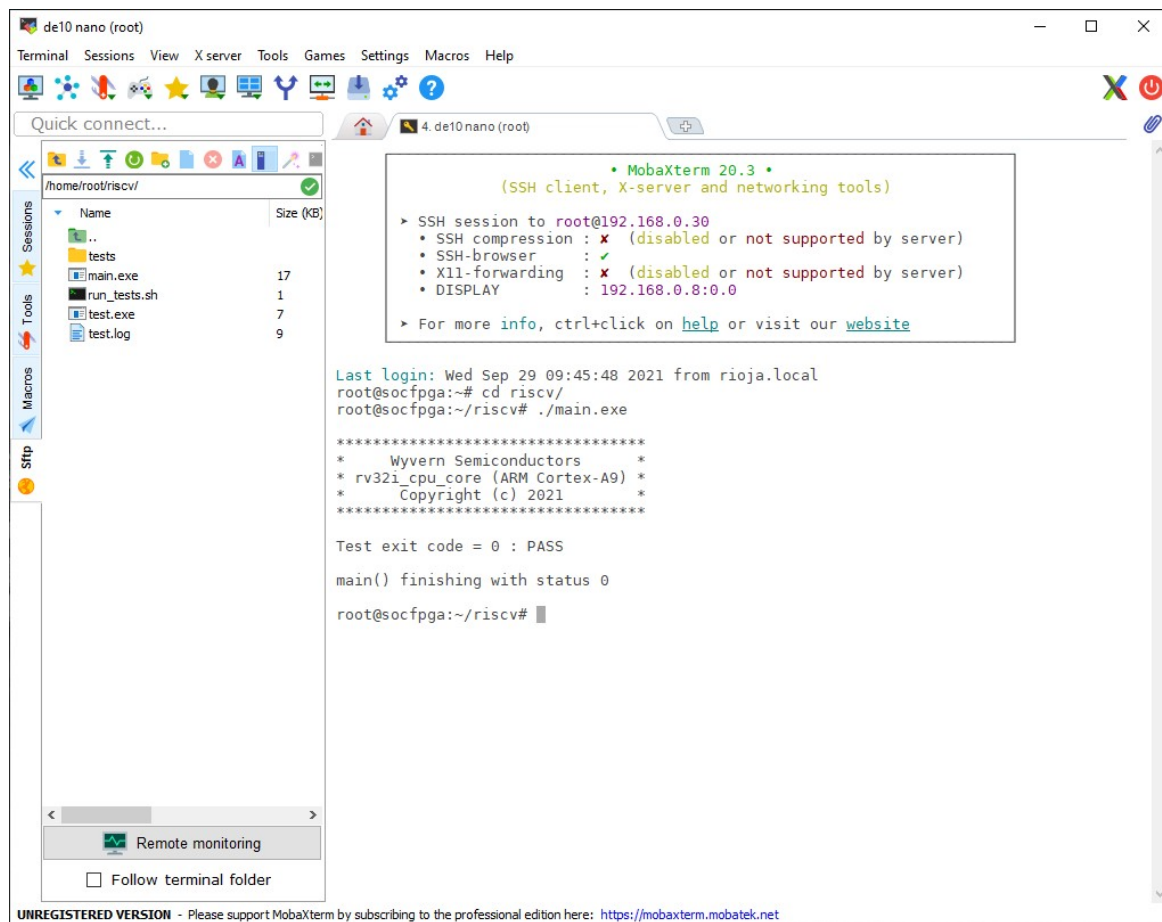 de10 nano (root)
Terminal Sessions View X server Tools Games Settings Macros Help
Quick connect...
4. de10 nano (root)
/home/root/riscv/
Name Size (KB)
..
tests
main.exe 17
run_tests.sh 1
test.exe 7
test.log 9
Sessions
Tools
Macros
Sftp
• MobaXterm 20.3 •
(SSH client, X-server and networking tools)
➤ SSH session to root@192.168.0.30
• SSH compression : ✘ (disabled or not supported by server)
• SSH-browser : ✔
• X11-forwarding : ✘ (disabled or not supported by server)
• DISPLAY : 192.168.0.8:0.0
➤ For more info, ctrl+click on help or visit our website
Last login: Wed Sep 29 09:45:48 2021 from rioja.local
root@socfpga:~# cd riscv/
root@socfpga:~/riscv# ./main.exe
**********************************
* Wyvern Semiconductors *
* rv32i_cpu_core (ARM Cortex-A9) *
* Copyright (c) 2021 *
**********************************
Test exit code = 0 : PASS
main() finishing with status 0
root@socfpga:~/riscv#
Remote monitoring
Follow terminal folder
UNREGISTERED VERSION - Please support MobaXterm by subscribing to the professional edition here: https://mobaxterm.mobatek.net